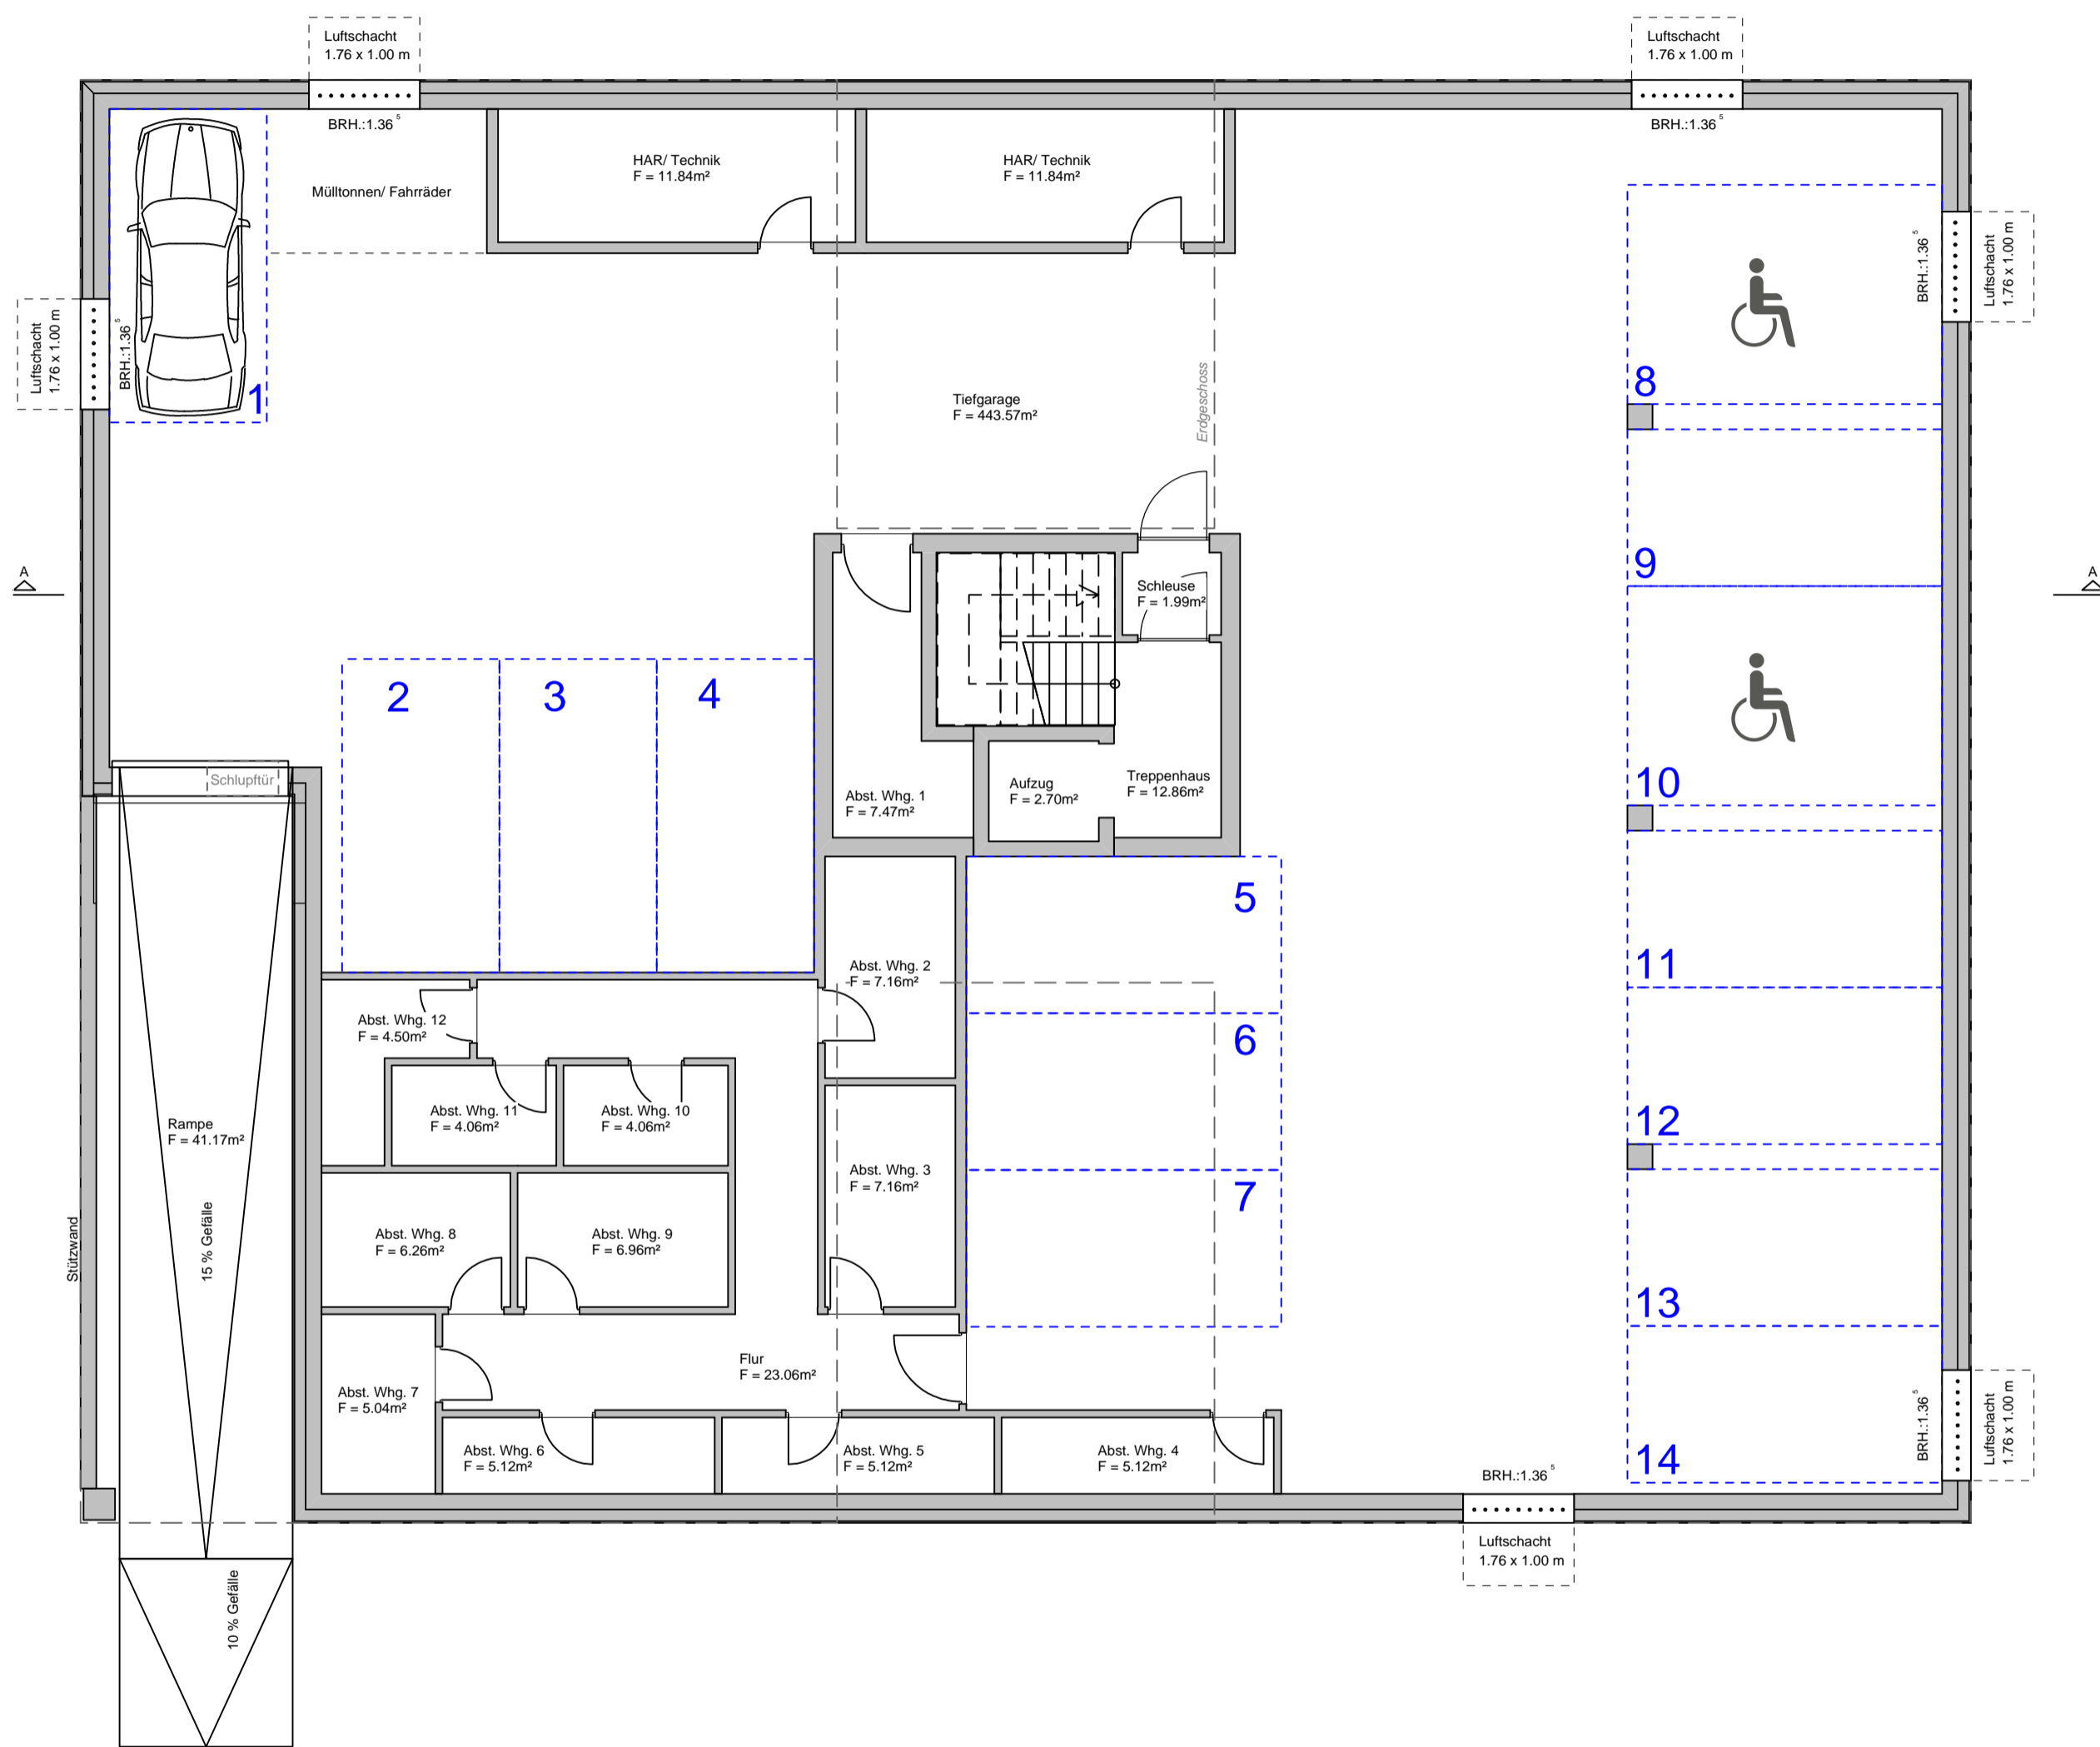 Luftschacht
1.76 x 1.00 m
Luftschacht
1.76 x 1.00 m
BRH.:1.36⁵
BRH.:1.36⁵
HAR/ Technik
F = 11.84m²
HAR/ Technik
F = 11.84m²
Mülltonnen/ Fahrräder
Luftschacht
1.76 x 1.00 m
BRH.:1.36⁵
1
BRH.:1.36⁵
Luftschacht
1.76 x 1.00 m
8
Tiefgarage
F = 443.57m²
Erdgeschoss
9
A
A
Schleuse
F = 1.99m²
2
3
4
Schlupftür
Abst. Whg. 1
F = 7.47m²
Aufzug
F = 2.70m²
Treppenhaus
F = 12.86m²
10
5
Abst. Whg. 2
F = 7.16m²
11
Abst. Whg. 12
F = 4.50m²
6
Abst. Whg. 11
F = 4.06m²
Abst. Whg. 10
F = 4.06m²
12
Rampe
F = 41.17m²
Abst. Whg. 3
F = 7.16m²
7
Stützwand
15 % Gefälle
Abst. Whg. 8
F = 6.26m²
Abst. Whg. 9
F = 6.96m²
13
Flur
F = 23.06m²
Abst. Whg. 7
F = 5.04m²
Abst. Whg. 6
F = 5.12m²
Abst. Whg. 5
F = 5.12m²
Abst. Whg. 4
F = 5.12m²
14
BRH.:1.36⁵
Luftschacht
1.76 x 1.00 m
BRH.:1.36⁵
Luftschacht
1.76 x 1.00 m
10 % Gefälle